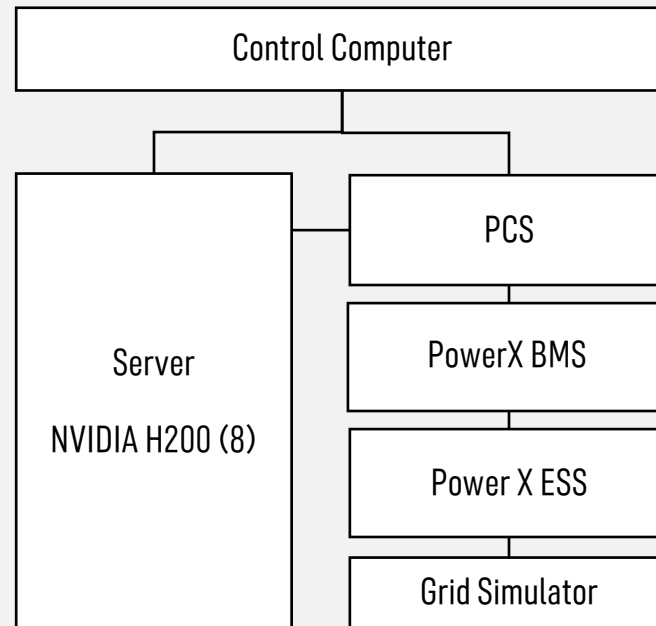 Control Computer
PCS
Server
NVIDIA H200 (8)
PowerX BMS
Power X ESS
Grid Simulator